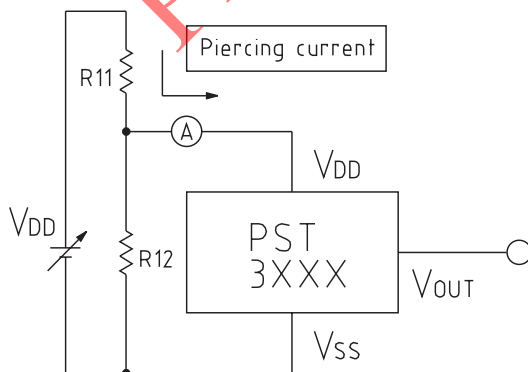 Piercing current
R11
A
VDD
VDD
PST
3XXX
R12
VOUT
VSS